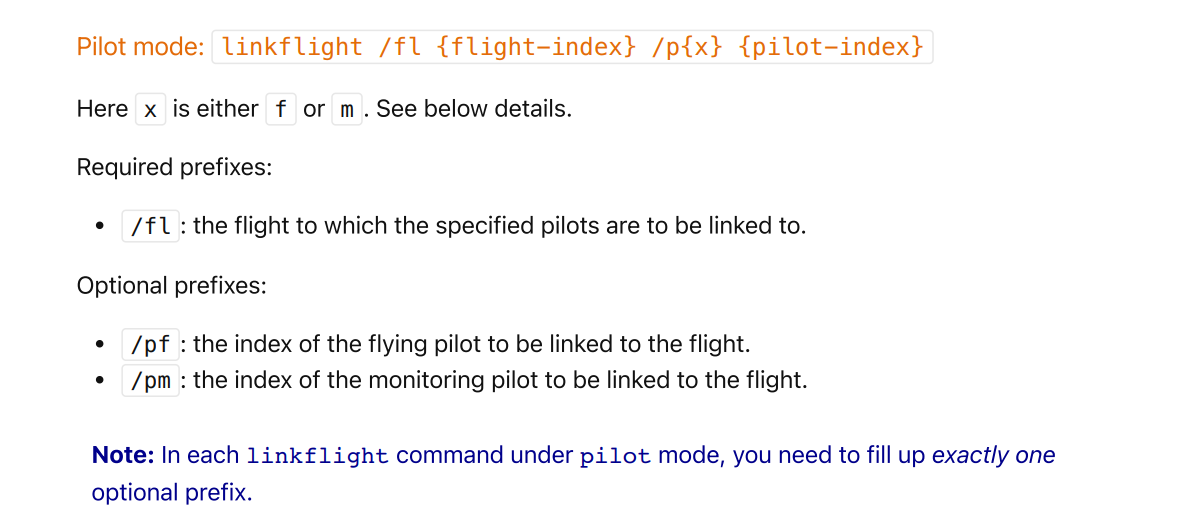 Pilot mode: linkflight /fl {flight-index} /p{x} {pilot-index}
Here x is either f or m. See below details.
Required prefixes:
• /fl: the flight to which the specified pilots are to be linked to.
Optional prefixes:
• /pf: the index of the flying pilot to be linked to the flight.
• /pm: the index of the monitoring pilot to be linked to the flight.
Note: In each linkflight command under pilot mode, you need to fill up exactly one
optional prefix.